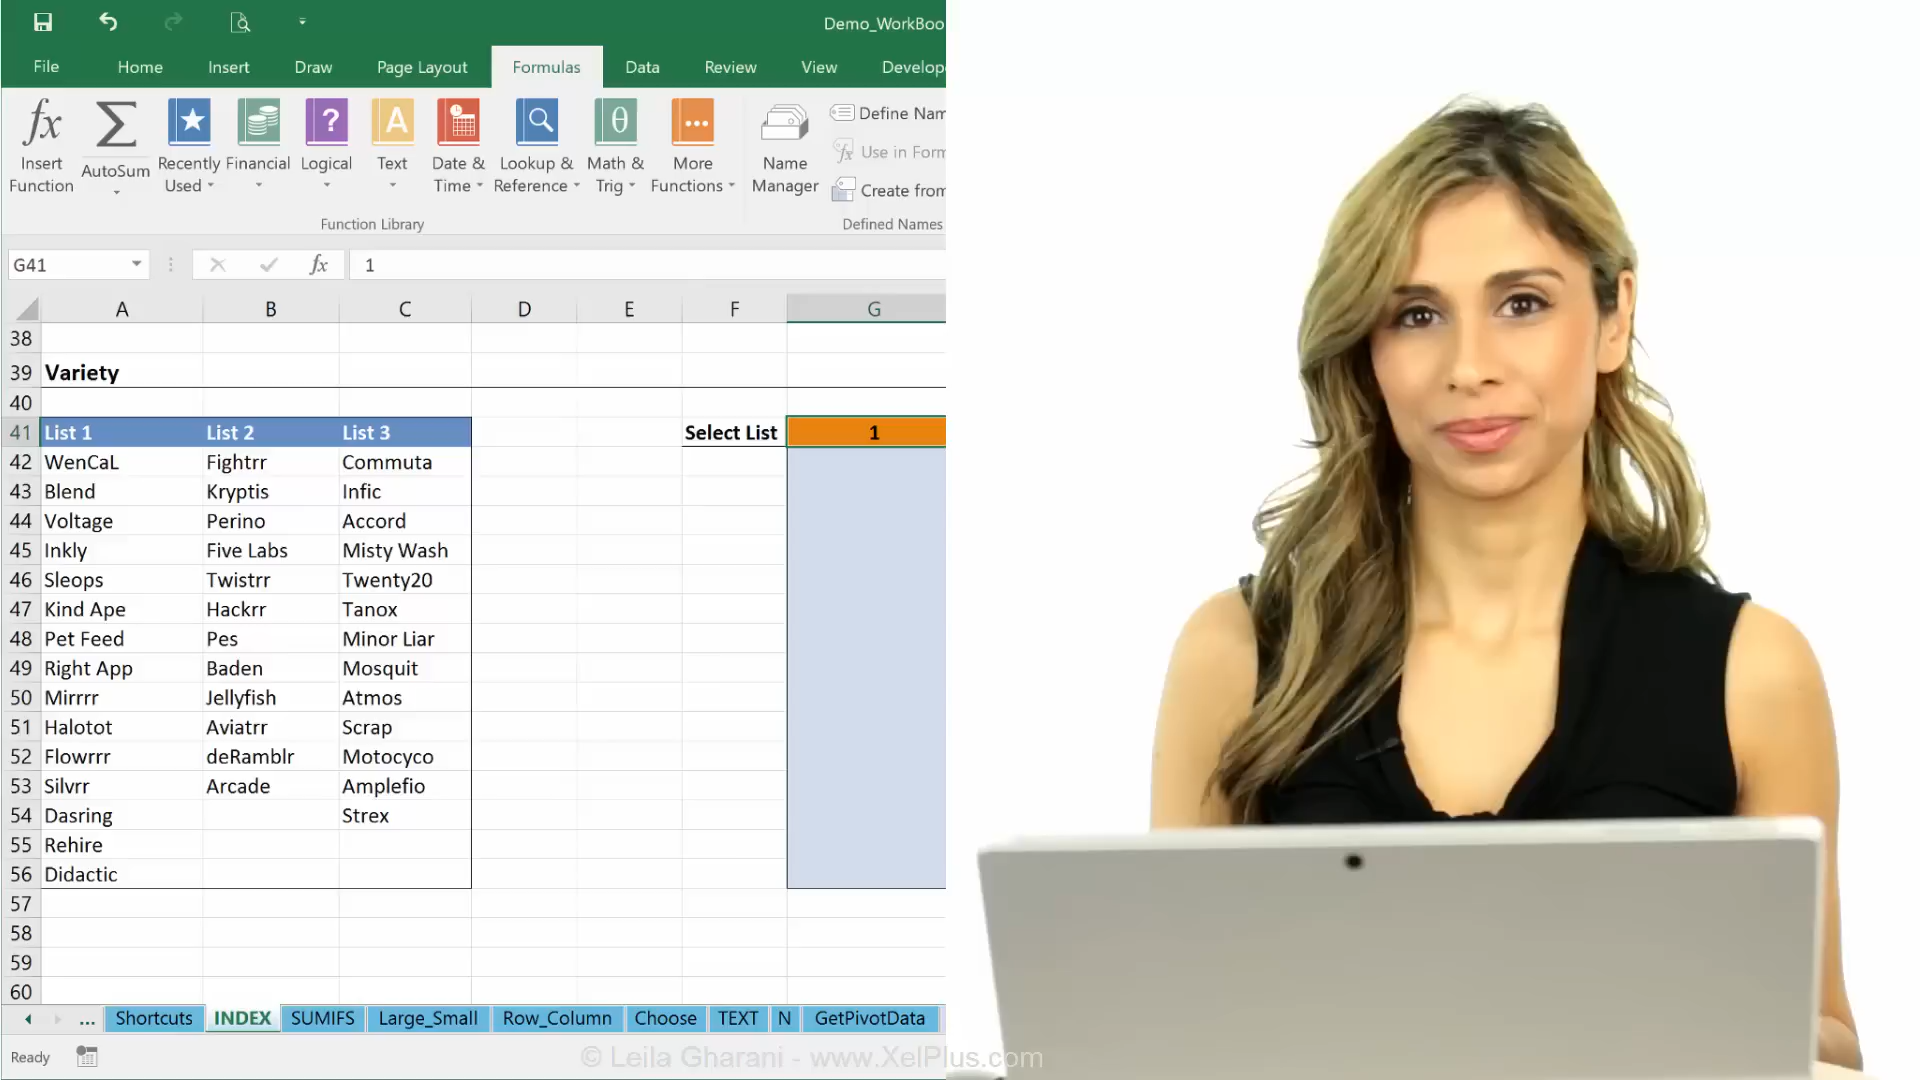 Demo_WorkBoo
File Home Insert Draw Page Layout Formulas Data Review View Develop
fx ? A θ
Insert Function
AutoSum
Recently Used
Financial
Logical
Text
Date & Time
Lookup & Reference
Math & Trig
More Functions
Name Manager
Define Nam
Use in Form
Create from
Function Library
Defined Names
G41 fx 1
A B C D E F G
38
39 Variety
40
41 List 1 List 2 List 3 Select List 1
42 WenCaL Fightrr Commuta
43 Blend Kryptis Infic
44 Voltage Perino Accord
45 Inkly Five Labs Misty Wash
46 Sleops Twistrr Twenty20
47 Kind Ape Hackrr Tanox
48 Pet Feed Pes Minor Liar
49 Right App Baden Mosquit
50 Mirrrr Jellyfish Atmos
51 Halotot Aviatrr Scrap
52 Flowrrr deRamblr Motocyco
53 Silvrr Arcade Amplefio
54 Dasring Strex
55 Rehire
56 Didactic
57
58
59
60
... Shortcuts INDEX SUMIFS Large_Small Row_Column Choose TEXT N GetPivotData
Ready
© Leila Gharani - www.XelPlus.com